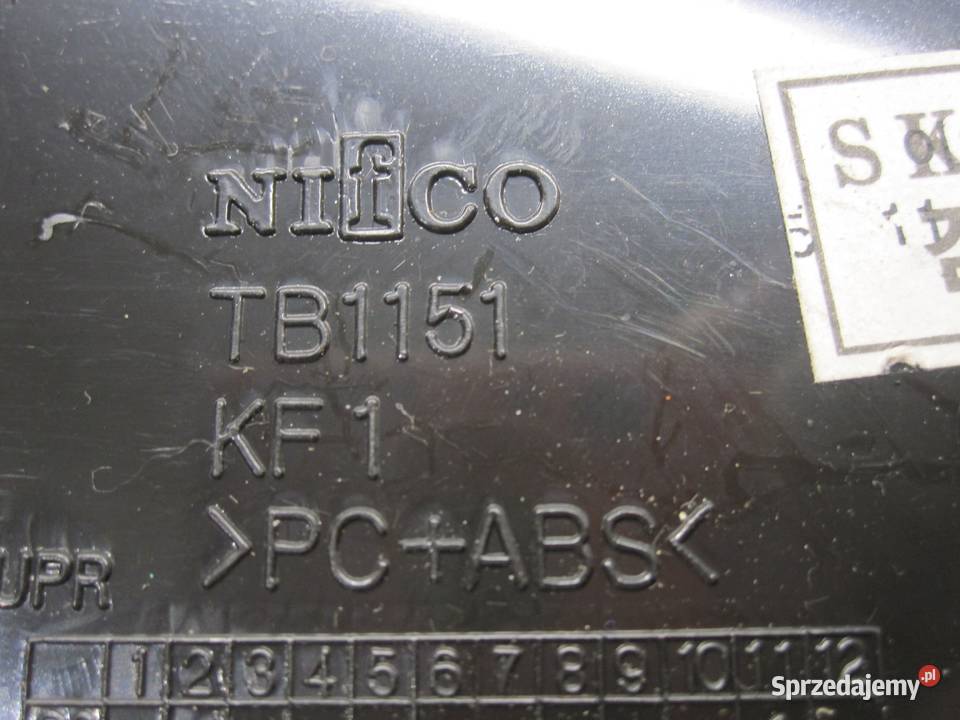 NIFCO
TB1151
KF1
>PC+ABS<
UPR
1 2 3 4 5 6 7 8 9 10 11 12
Sprzedajemy.pl